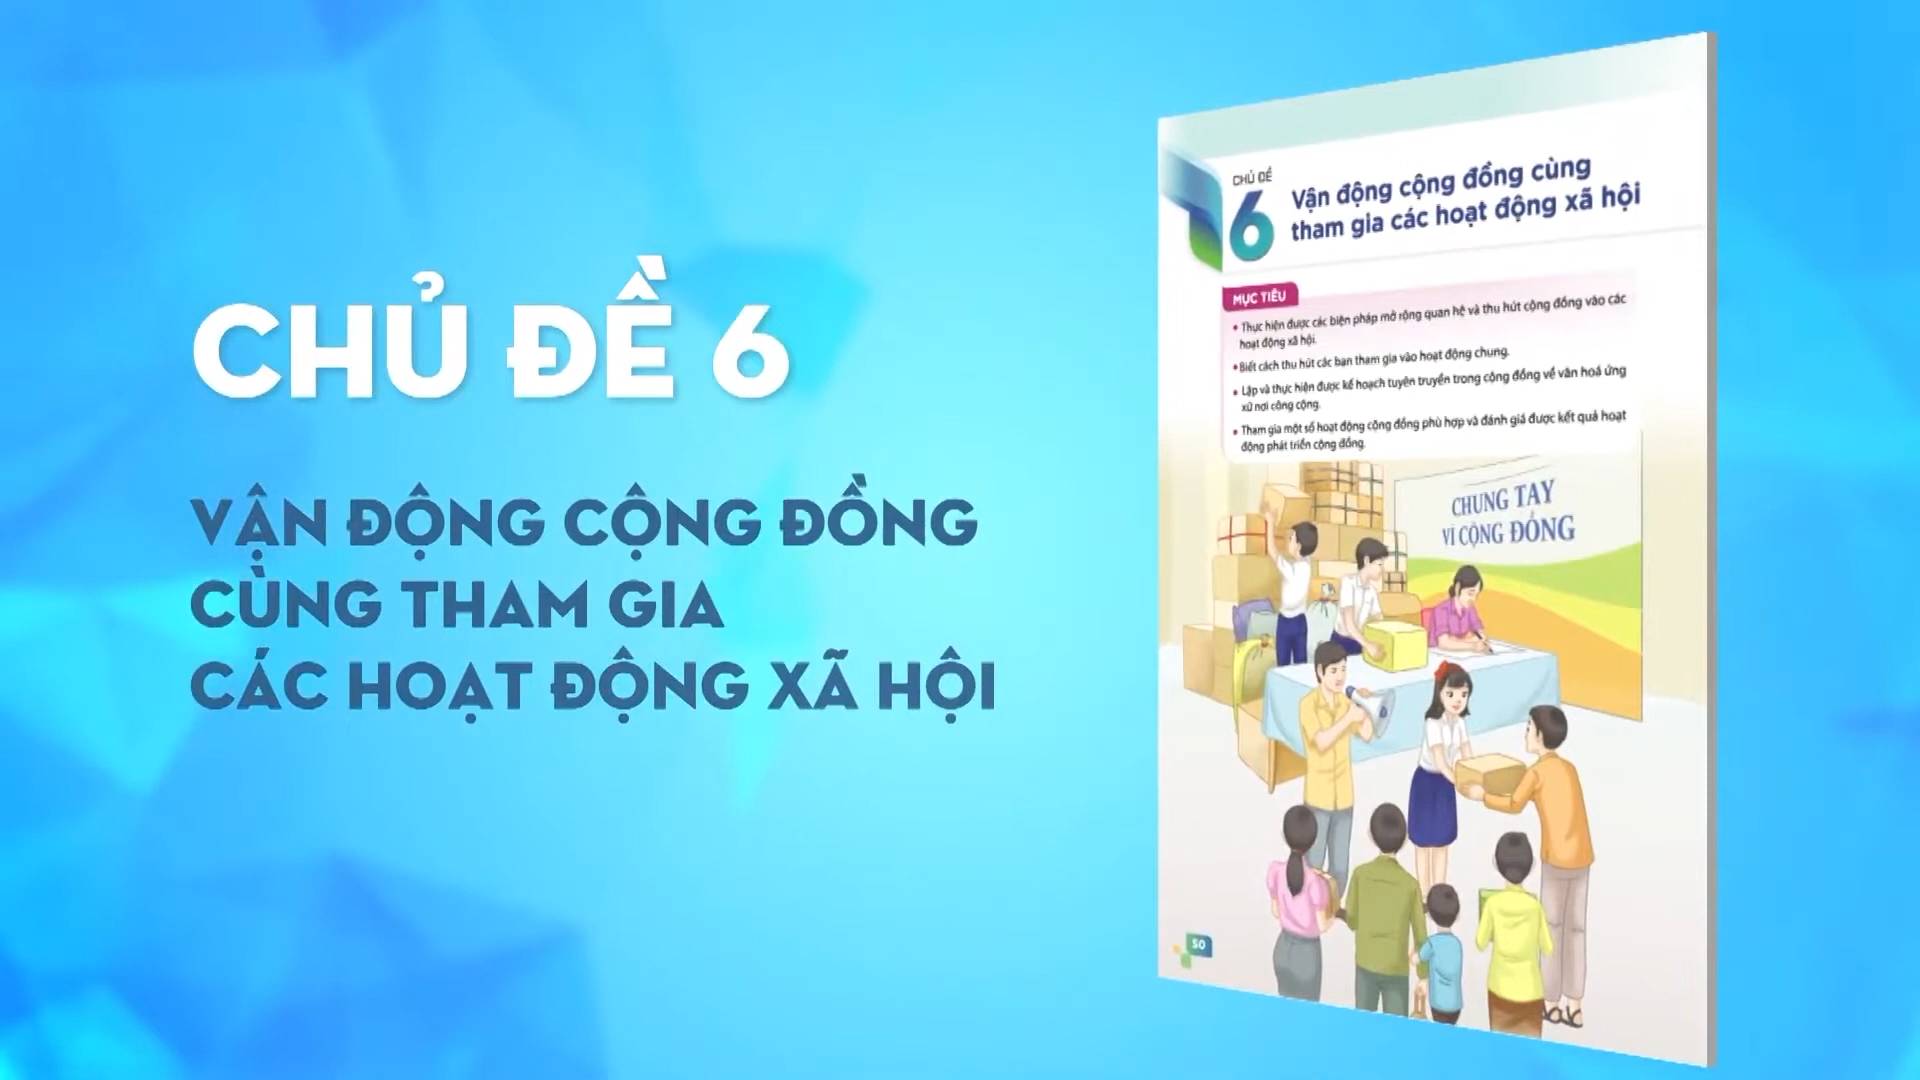 CHỦ ĐỀ 6
VẬN ĐỘNG CỘNG ĐỒNG
CÙNG THAM GIA
CÁC HOẠT ĐỘNG XÃ HỘI
CHỦ ĐỀ
6
Vận động cộng đồng cùng
tham gia các hoạt động xã hội
MỤC TIÊU
• Thực hiện được các biện pháp mở rộng quan hệ và thu hút cộng đồng vào các
hoạt động xã hội.
• Biết cách thu hút các bạn tham gia vào hoạt động chung.
• Lập và thực hiện được kế hoạch tuyên truyền trong cộng đồng về văn hoá ứng
xử nơi công cộng.
• Tham gia một số hoạt động cộng đồng phù hợp và đánh giá được kết quả hoạt
động phát triển cộng đồng.
CHUNG TAY
VÌ CỘNG ĐỒNG
50